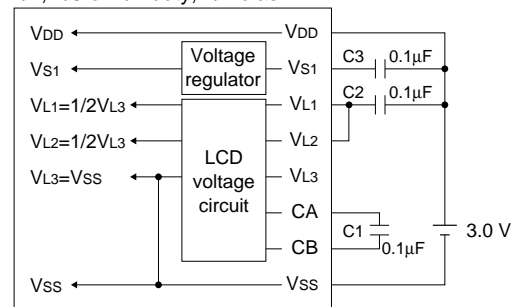 VDD VDD
Voltage regulator
VS1 VS1 C3 0.1µF
VL1=1/2VL3 VL1 C2 0.1µF
VL2=1/2VL3 VL2
LCD voltage circuit
VL3=VSS VL3
CA
C1 0.1µF
3.0 V
CB
VSS VSS